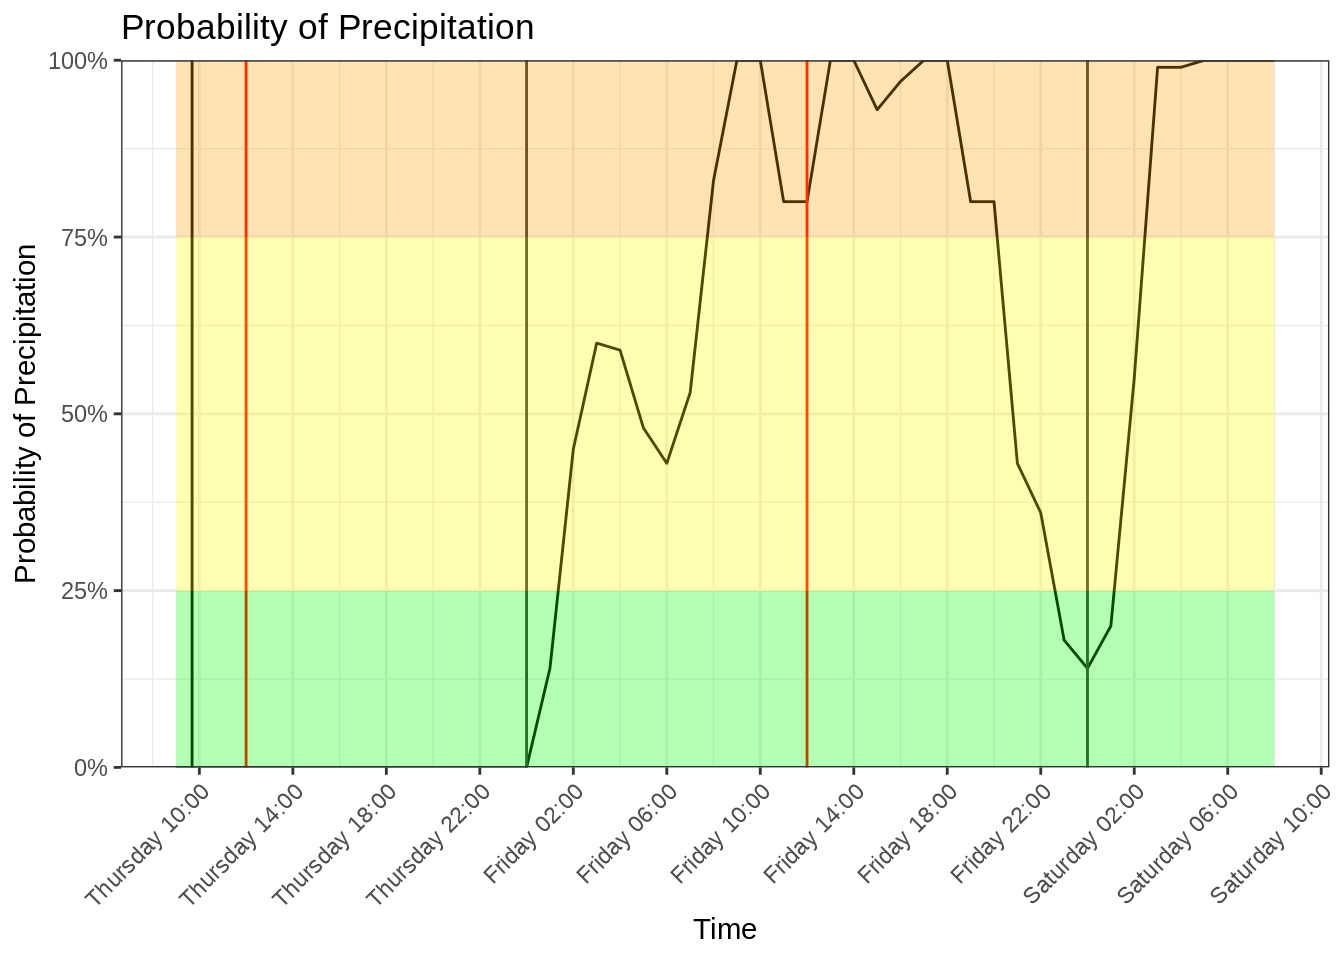 Probability of Precipitation
Probability of Precipitation
100%
75%
50%
25%
0%
Thursday 10:00
Thursday 14:00
Thursday 18:00
Thursday 22:00
Friday 02:00
Friday 06:00
Friday 10:00
Friday 14:00
Friday 18:00
Friday 22:00
Saturday 02:00
Saturday 06:00
Saturday 10:00
Time